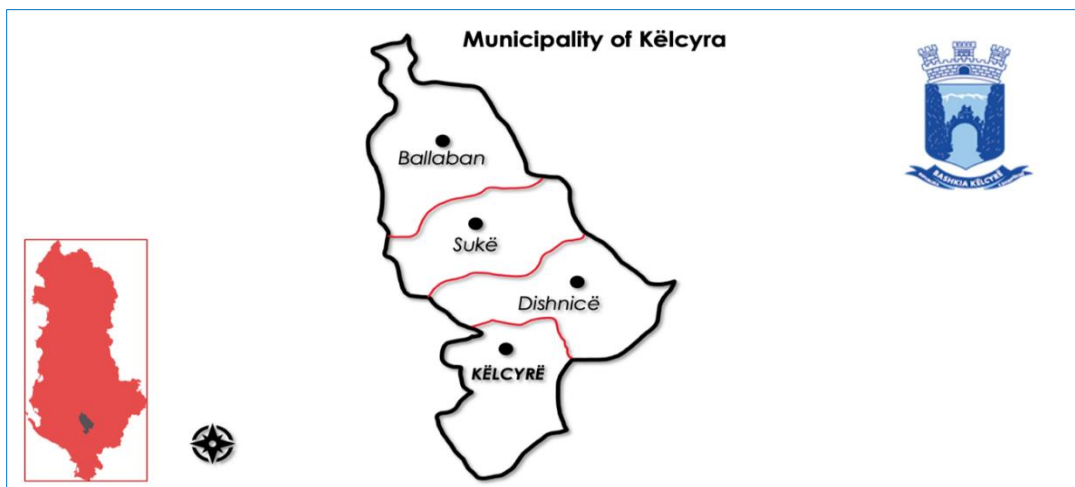 Municipality of Këlcyra
BASHKIA KËLCYRË
Ballaban
Sukë
Dishnicë
KËLCYRË